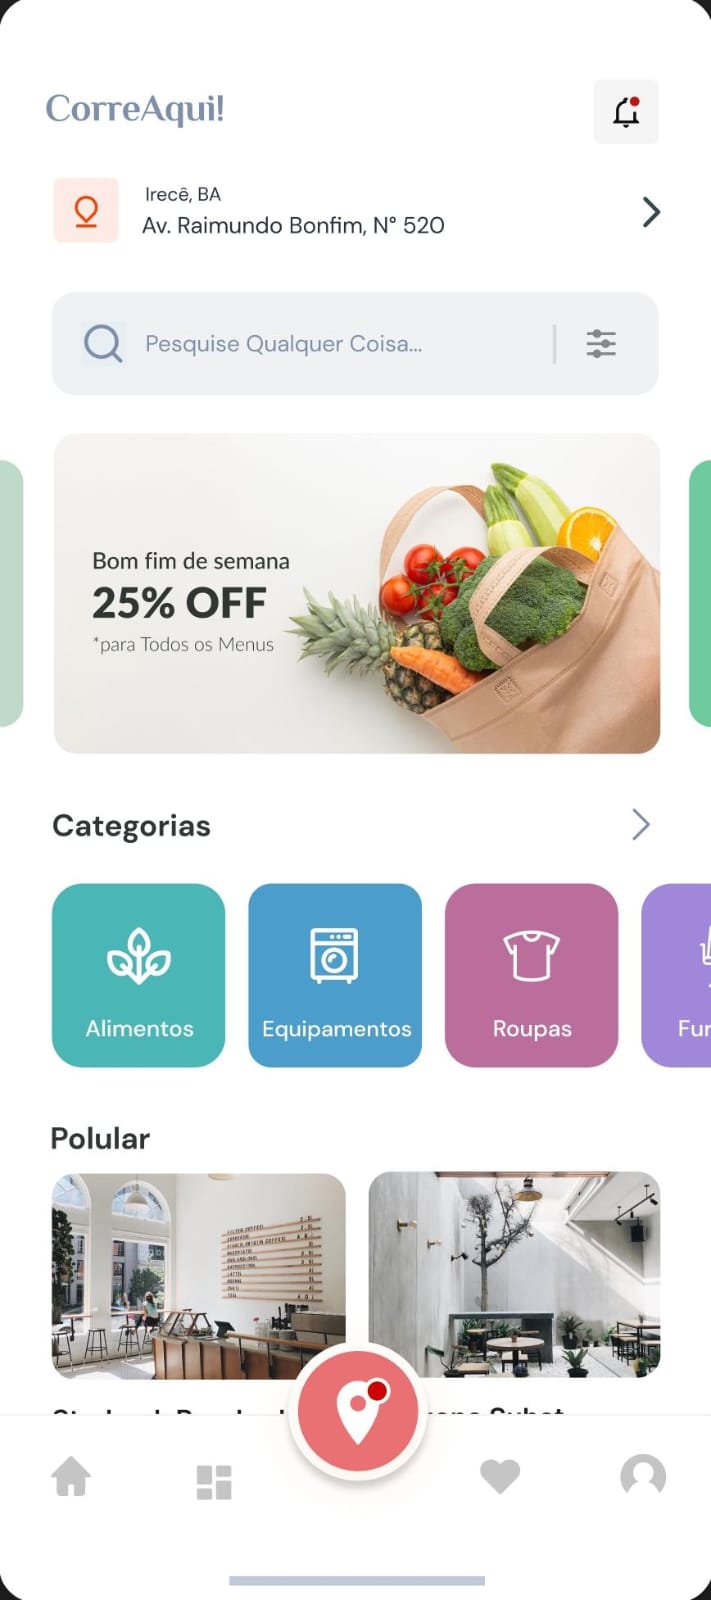 CorreAqui!
Irecê, BA
Av. Raimundo Bonfim, N° 520
Pesquise Qualquer Coisa...
Bom fim de semana
25% OFF
*para Todos os Menus
Categorias
Alimentos
Equipamentos
Roupas
Fur
Polular